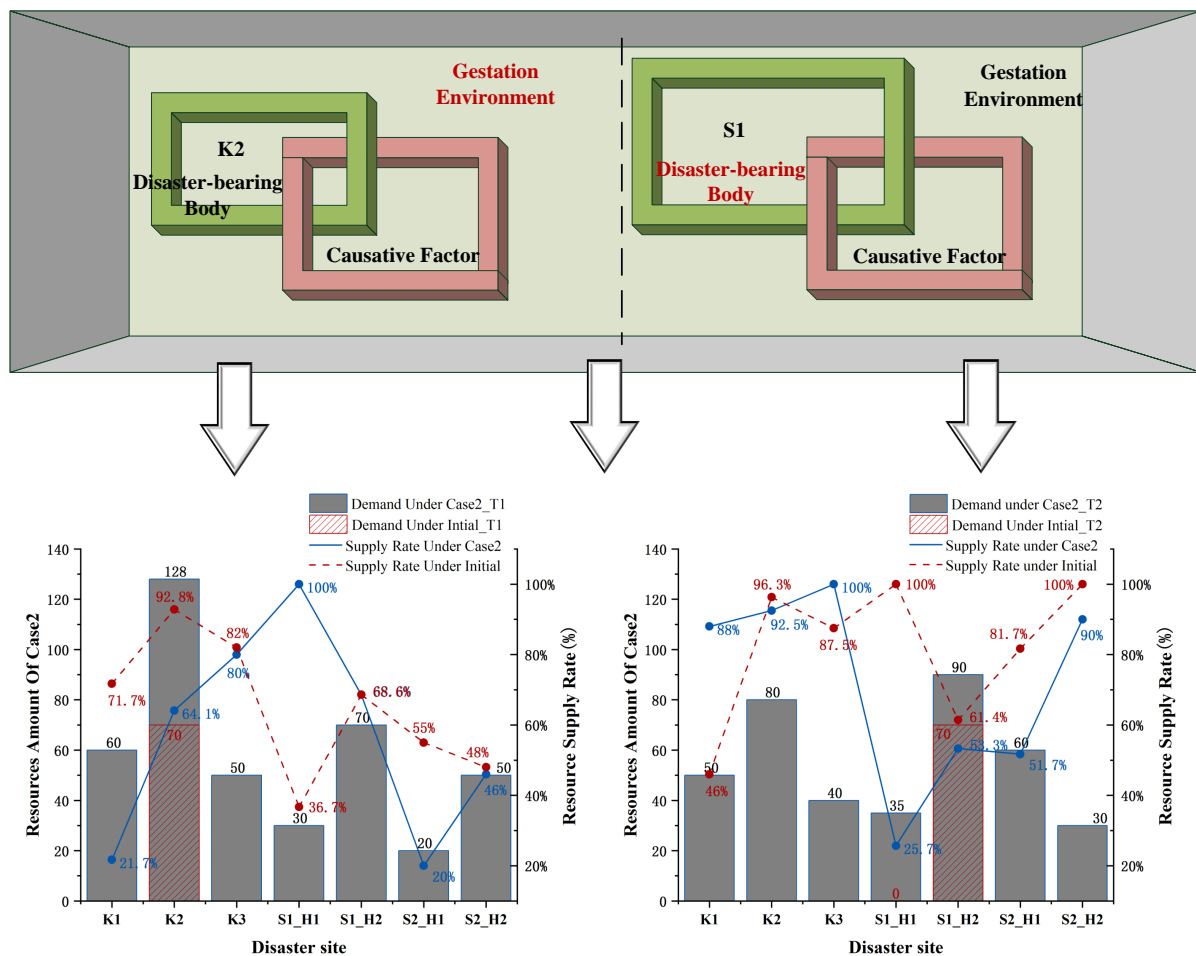 Gestation
Environment
K2
Disaster-bearing
Body
Causative Factor
Gestation
Environment
S1
Disaster-bearing
Body
Causative Factor
Demand Under Case2_T1
Demand Under Intial_T1
Supply Rate Under Case2
Supply Rate Under Initial
Resources Amount Of Case2
140
120
100
80
60
40
20
0
100%
80%
60%
40%
20%
Resource Supply Rate(%)
128
92.8%
82%
80%
100%
71.7%
64.1%
70
68.6%
70
60
50
55%
48%
50
46%
36.7%
30
20
21.7%
20%
K1 K2 K3 S1_H1 S1_H2 S2_H1 S2_H2
Disaster site
Demand under Case2_T2
Demand Under Intial_T2
Supply Rate under Case2
Supply Rate under Initial
Resources Amount Of Case2
140
120
100
80
60
40
20
0
100%
80%
60%
40%
20%
Resource Supply Rate(%)
96.3%
100%
100%
100%
88%
92.5%
87.5%
81.7%
90%
90
80
61.4%
70
53.3%
60
51.7%
50
46%
40
35
30
25.7%
0
K1 K2 K3 S1_H1 S1_H2 S2_H1 S2_H2
Disaster site